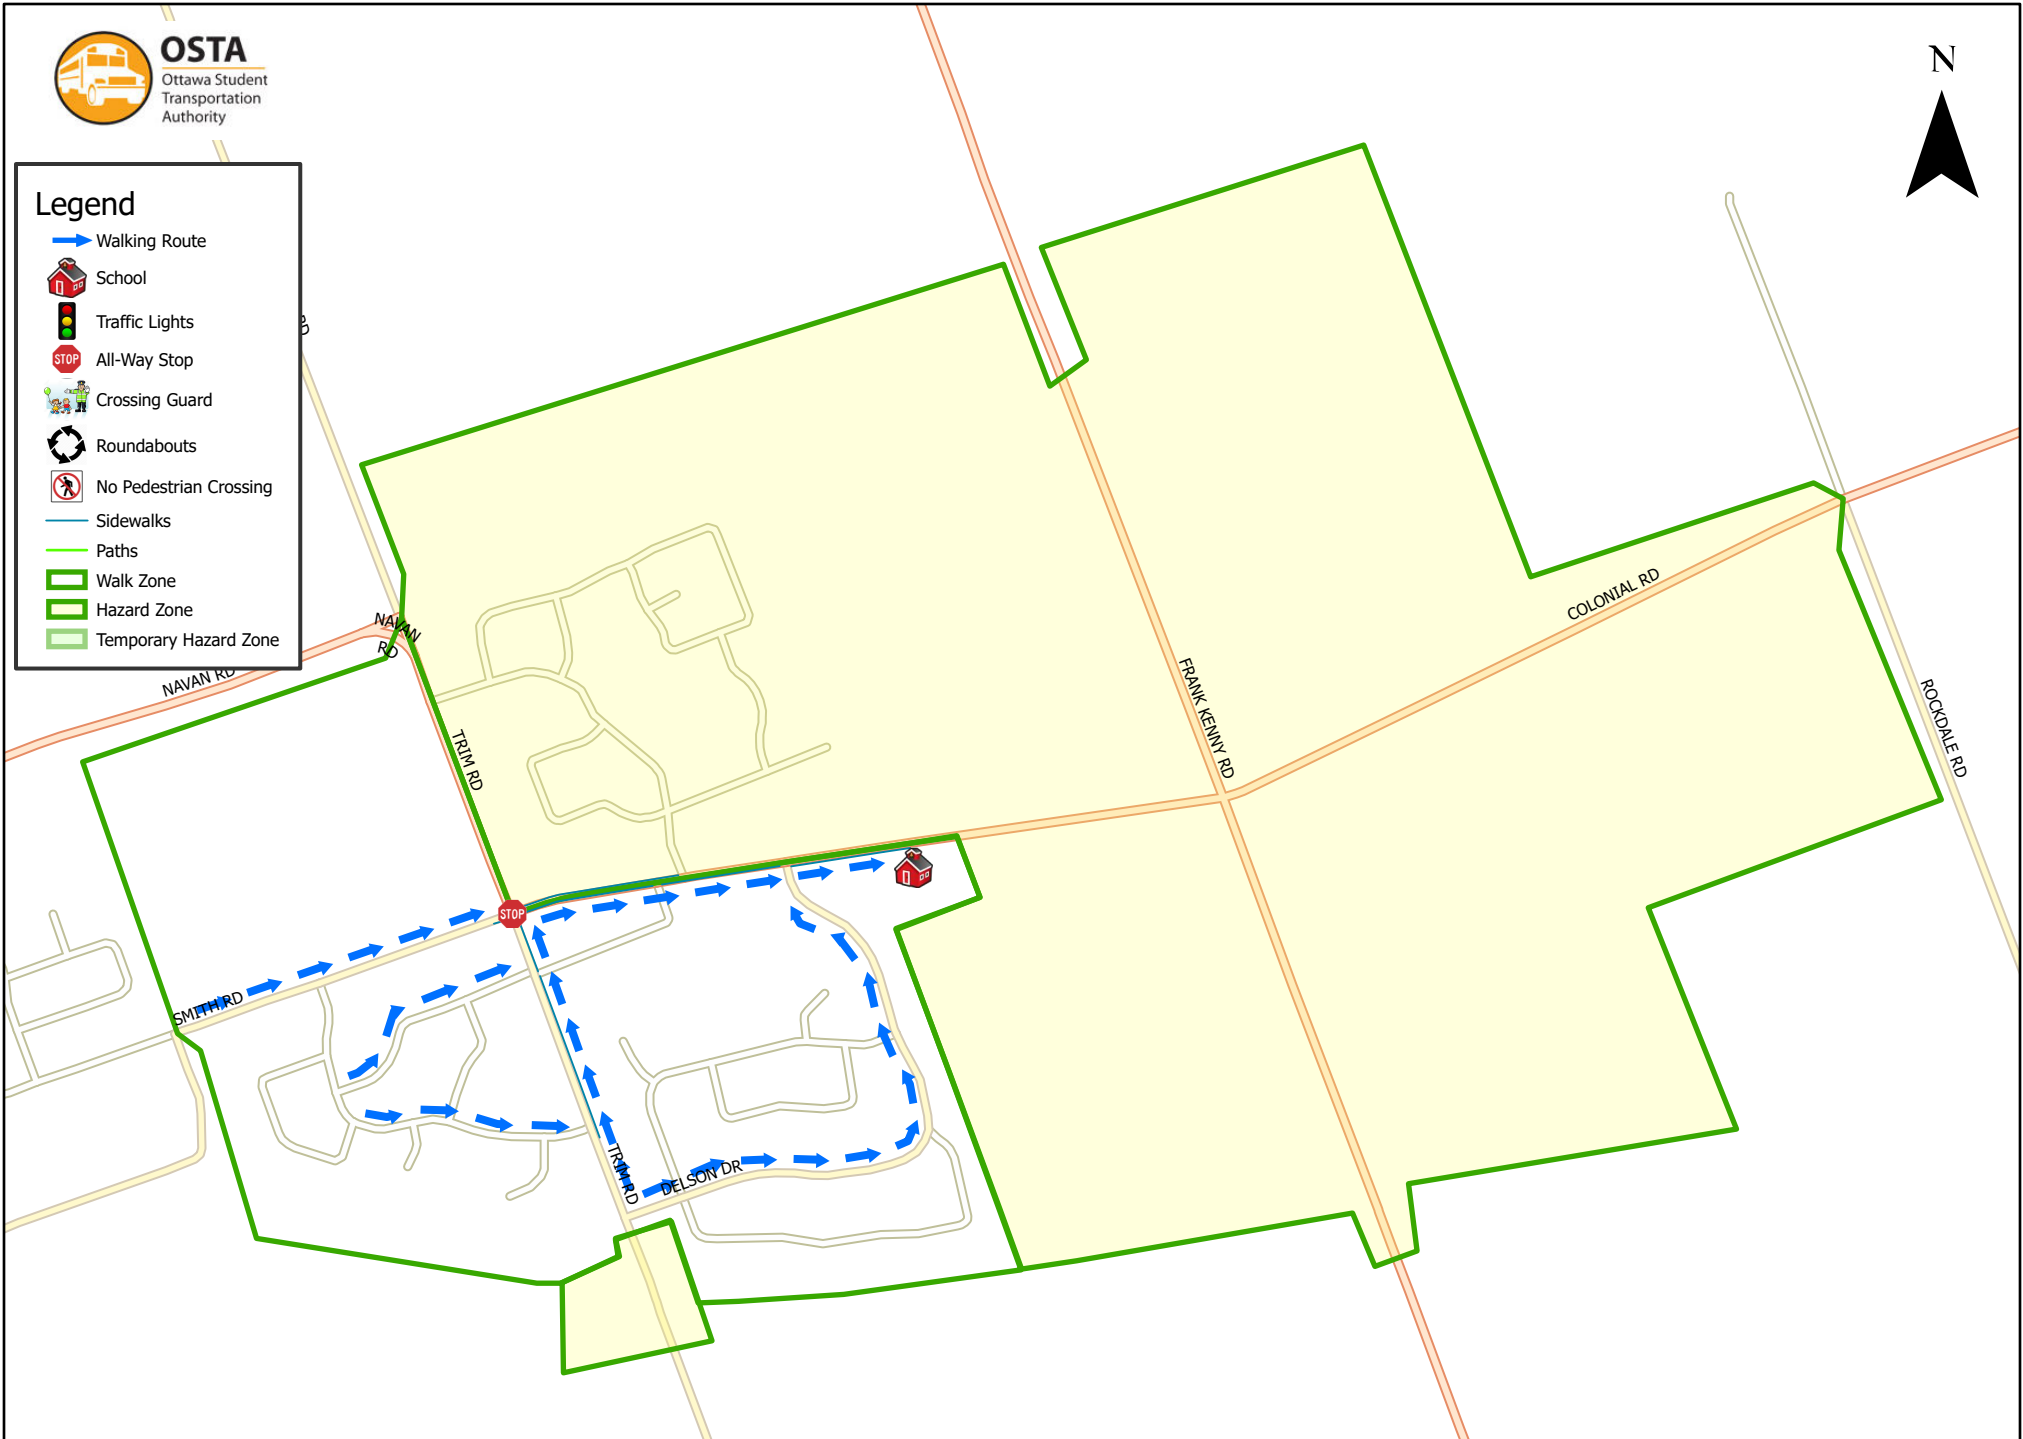 OSTA
Ottawa Student
Transportation
Authority
N
Legend
Walking Route
School
Traffic Lights
STOP
All-Way Stop
Crossing Guard
Roundabouts
No Pedestrian Crossing
Sidewalks
Paths
Walk Zone
Hazard Zone
Temporary Hazard Zone
RD
NAVAN
RD
NAVAN RD
TRIM RD
COLONIAL RD
FRANK KENNY RD
ROCKDALE RD
STOP
SMITH RD
TRIM RD
DELSON DR